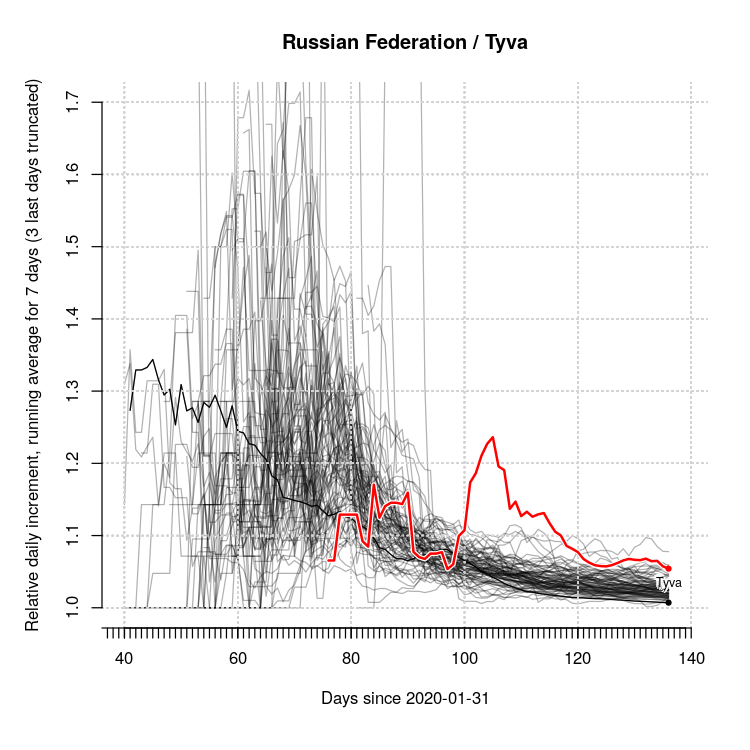 Russian Federation / Tyva
Relative daily increment, running average for 7 days (3 last days truncated)
1.7
1.6
1.5
1.4
1.3
1.2
1.1
1.0
Tyva
40 60 80 100 120 140
Days since 2020-01-31